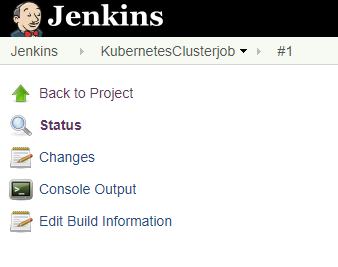 Jenkins
Jenkins KubernetesClusterjob #1
Back to Project
Status
Changes
Console Output
Edit Build Information